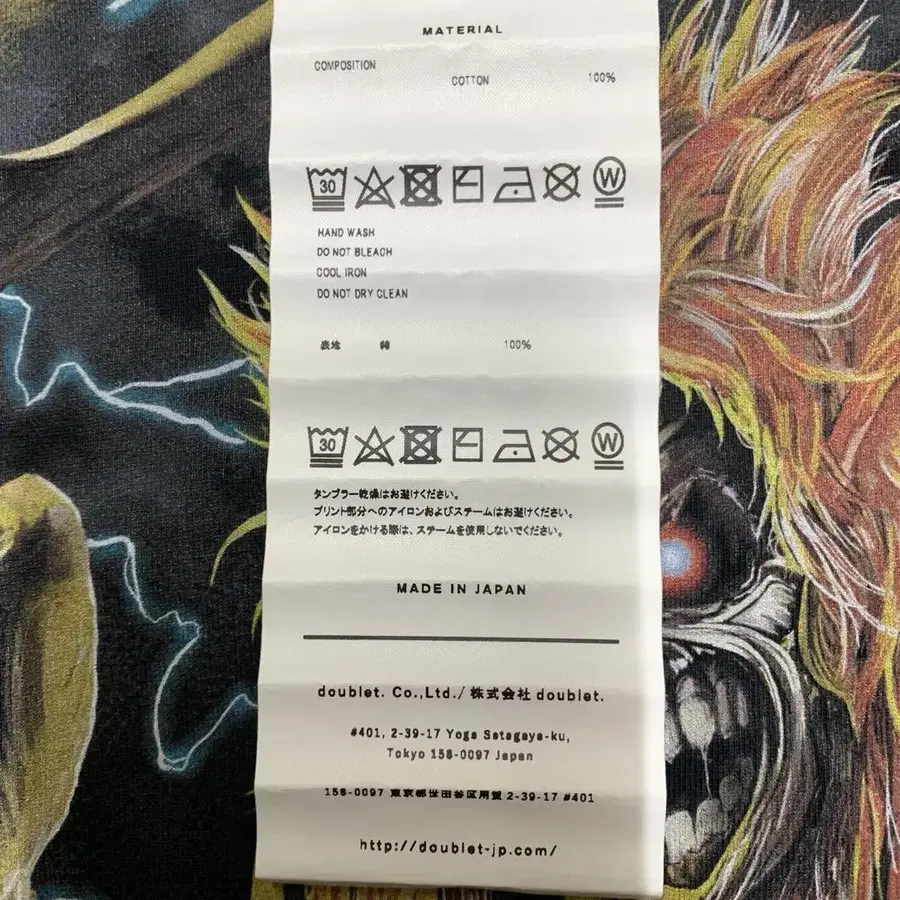 MATERIAL
COMPOSITION
COTTON 100%
30 W
HAND WASH
DO NOT BLEACH
COOL IRON
DO NOT DRY CLEAN
表地 綿 100%
30 W
タンブラー乾燥はお避けください。
プリント部分へのアイロンおよびスチームはお避けください。
アイロンをかける際は、スチームを使用しないでください。
MADE IN JAPAN
doublet. Co.,Ltd./ 株式会社 doublet.
#401, 2-39-17 Yoga Satagaya-ku,
Tokyo 158-0097 Japan
158-0097 東京都世田谷区用賀 2-39-17 #401
http://doublet-jp.com/